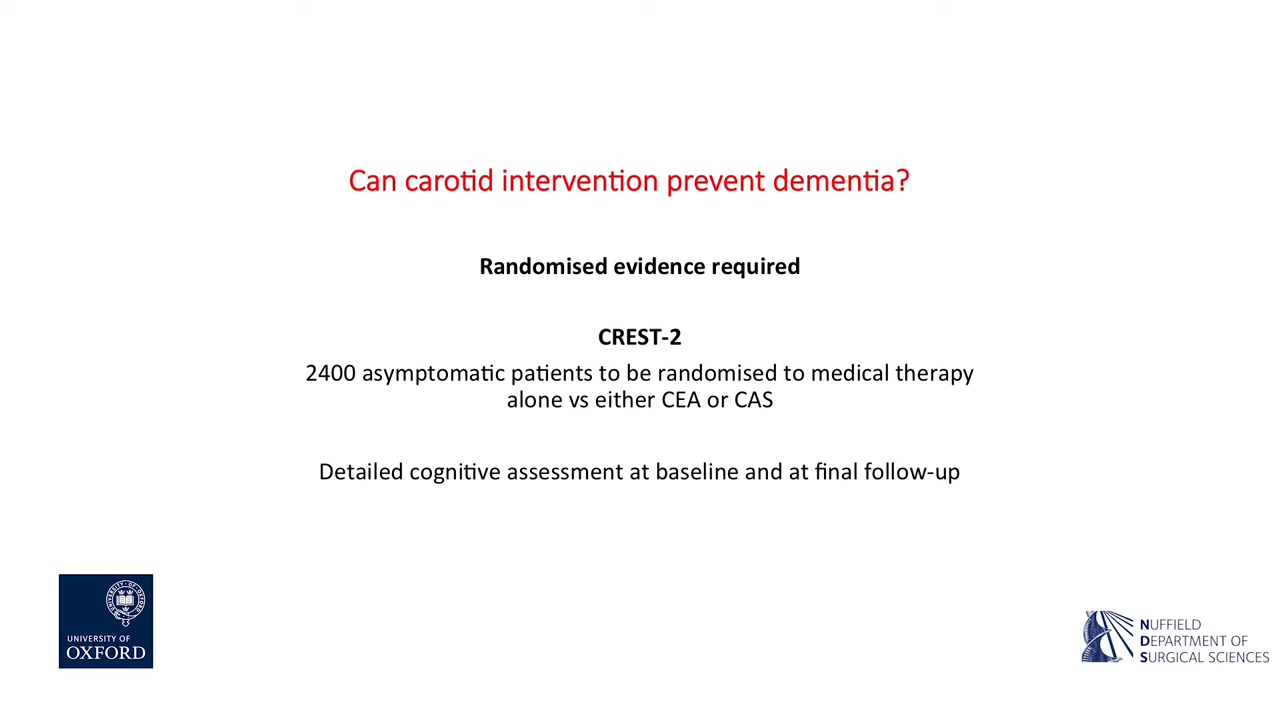 Can carotid intervention prevent dementia?
Randomised evidence required
CREST-2
2400 asymptomatic patients to be randomised to medical therapy
alone vs either CEA or CAS
Detailed cognitive assessment at baseline and at final follow-up
UNIVERSITY OF
OXFORD
NUFFIELD
DEPARTMENT OF
SURGICAL SCIENCES